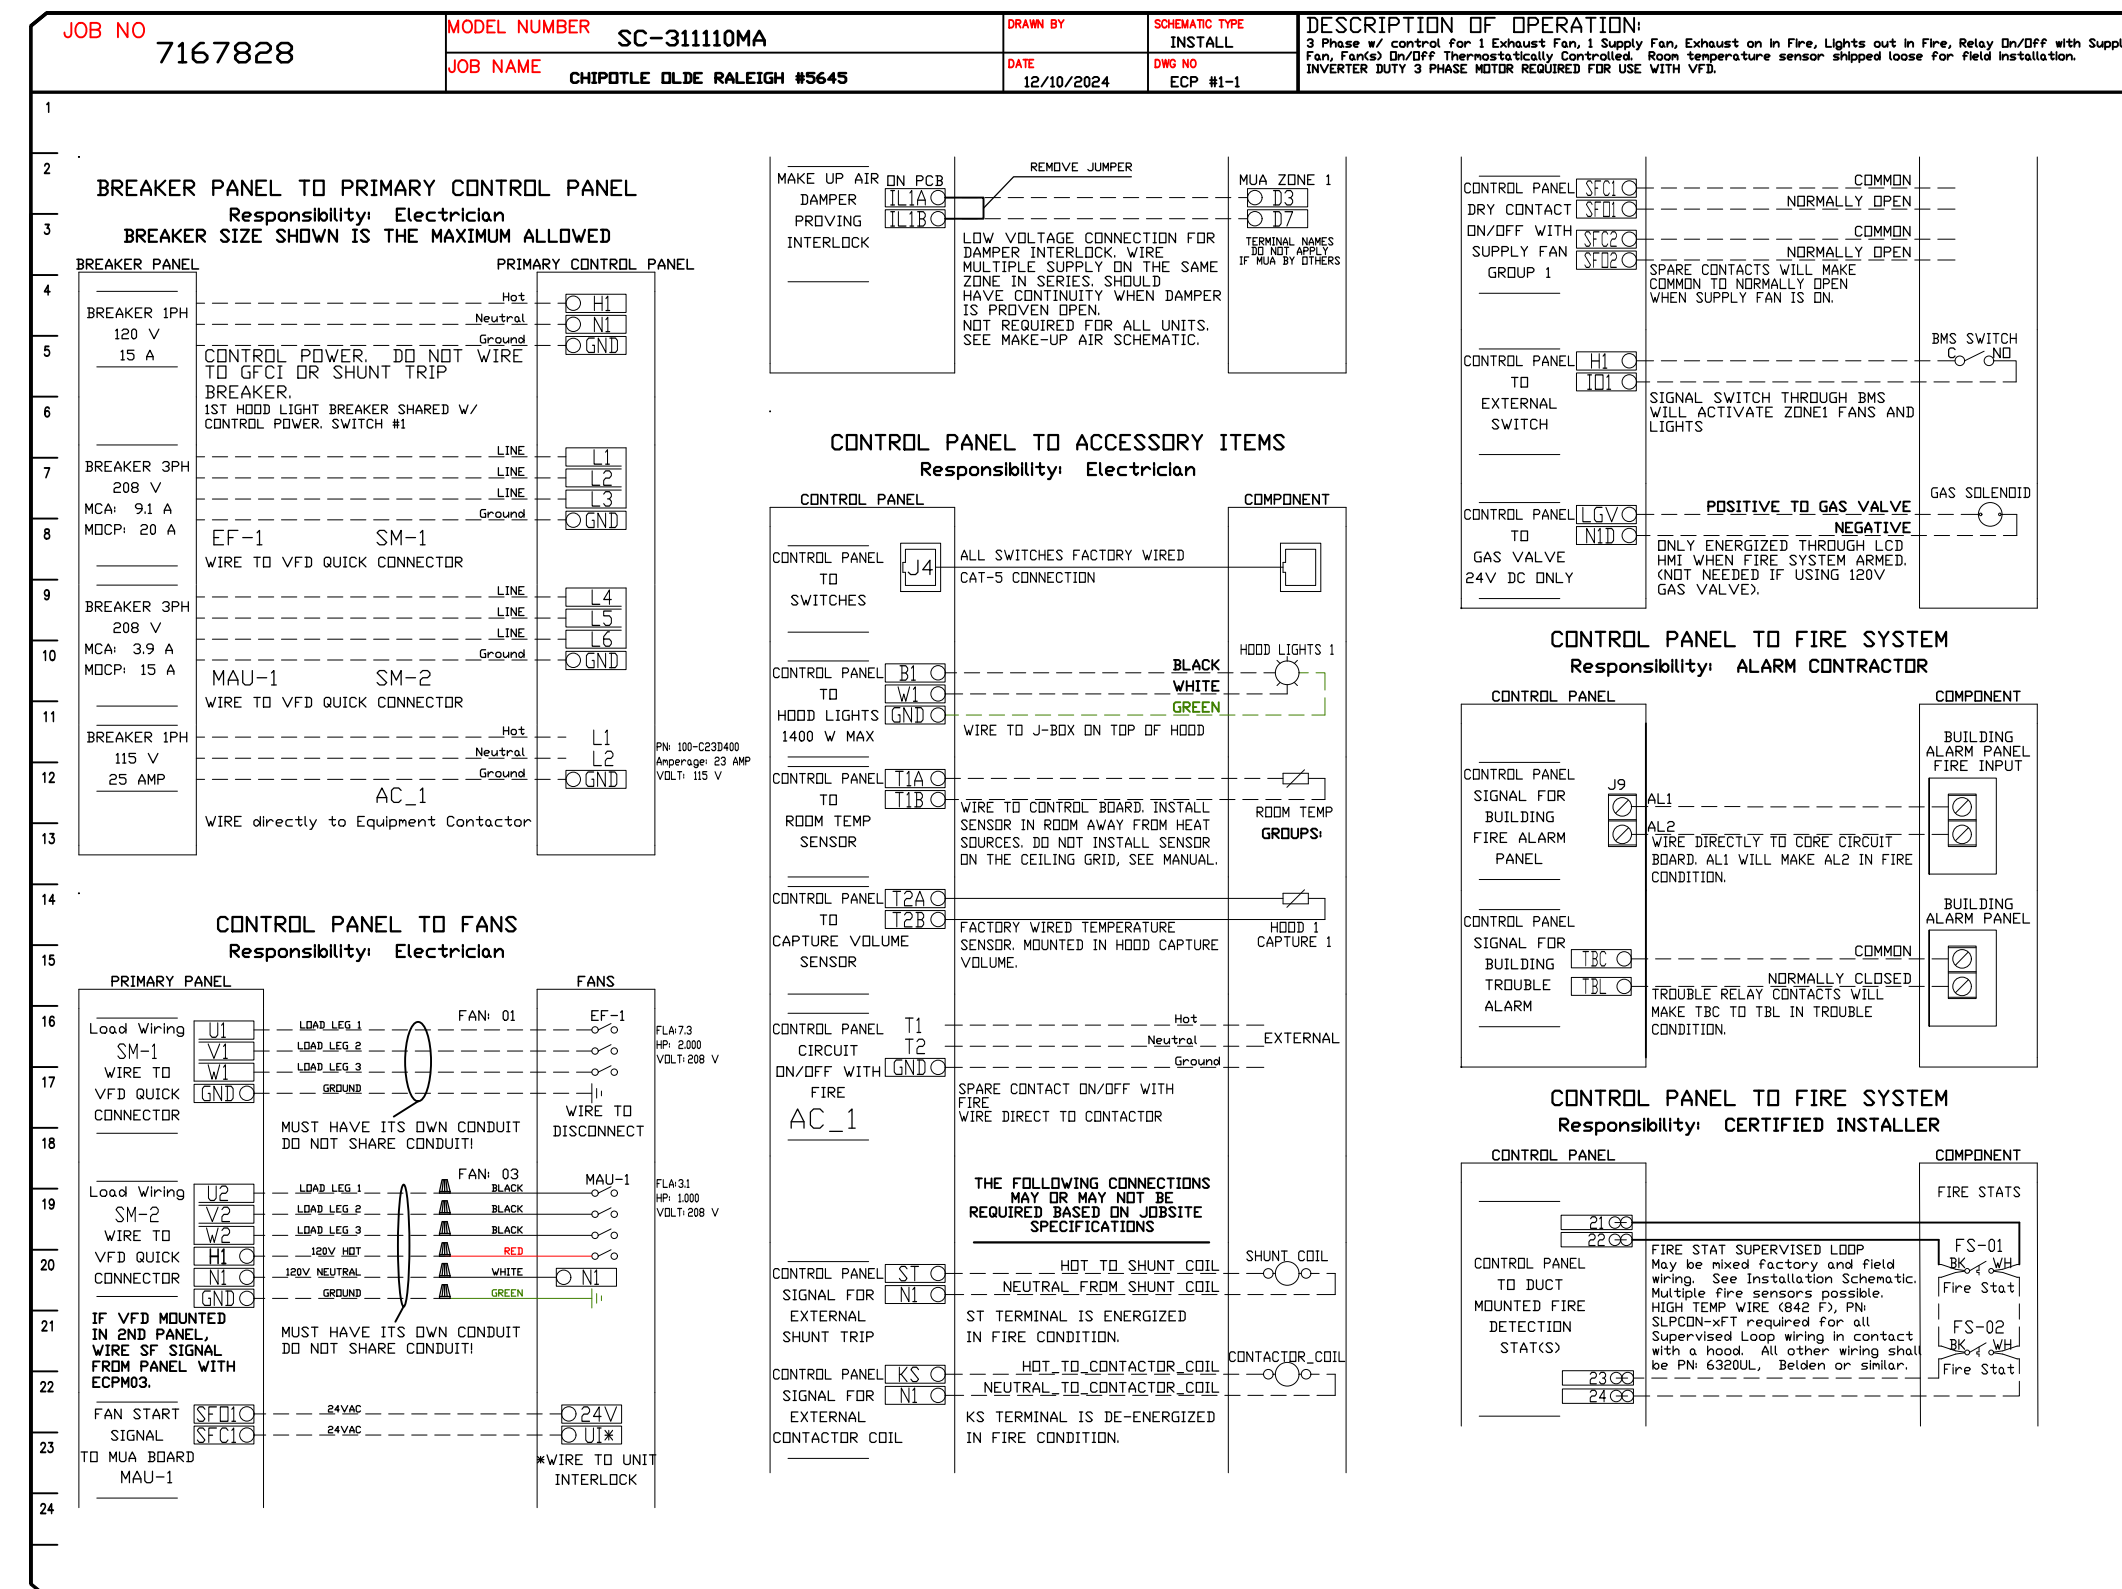 JOB NO
7167828
MODEL NUMBER
SC-311110MA
JOB NAME
CHIPOTLE OLDE RALEIGH #5645
DRAWN BY
SCHEMATIC TYPE
INSTALL
DATE
12/10/2024
DWG NO
ECP #1-1
DESCRIPTION OF OPERATION:
3 Phase w/ control for 1 Exhaust Fan, 1 Supply Fan, Exhaust on in Fire, Lights out in Fire, Relay On/Off with Suppl
Fan, Fan(s) On/Off Thermostatically Controlled. Room temperature sensor shipped loose for field installation.
INVERTER DUTY 3 PHASE MOTOR REQUIRED FOR USE WITH VFD.
1
2
3
4
5
6
7
8
9
10
11
12
13
14
15
16
17
18
19
20
21
22
23
24
BREAKER PANEL TO PRIMARY CONTROL PANEL
Responsibility: Electrician
BREAKER SIZE SHOWN IS THE MAXIMUM ALLOWED
BREAKER PANEL
PRIMARY CONTROL PANEL
BREAKER 1PH
120 V
15 A
Hot
H1
Neutral
N1
Ground
GND
CONTROL POWER. DO NOT WIRE
TO GFCI OR SHUNT TRIP
BREAKER.
1ST HOOD LIGHT BREAKER SHARED W/
CONTROL POWER. SWITCH #1
BREAKER 3PH
208 V
MCA: 9.1 A
MOCP: 20 A
LINE
L1
LINE
L2
LINE
L3
Ground
GND
EF-1 SM-1
WIRE TO VFD QUICK CONNECTOR
BREAKER 3PH
208 V
MCA: 3.9 A
MOCP: 15 A
LINE
L4
LINE
L5
LINE
L6
Ground
GND
MAU-1 SM-2
WIRE TO VFD QUICK CONNECTOR
BREAKER 1PH
115 V
25 AMP
Hot
L1
Neutral
L2
Ground
GND
PN: 100-C23D400
Amperage: 23 AMP
VOLT: 115 V
AC_1
WIRE directly to Equipment Contactor
CONTROL PANEL TO FANS
Responsibility: Electrician
PRIMARY PANEL
FANS
Load Wiring
SM-1
WIRE TO
VFD QUICK
CONNECTOR
U1
V1
W1
GND
LOAD LEG 1
LOAD LEG 2
LOAD LEG 3
GROUND
FAN: 01
EF-1
FLA:7.3
HP: 2.000
VOLT:208 V
WIRE TO
DISCONNECT
MUST HAVE ITS OWN CONDUIT
DO NOT SHARE CONDUIT!
Load Wiring
SM-2
WIRE TO
VFD QUICK
CONNECTOR
U2
V2
W2
H1
N1
GND
LOAD LEG 1
LOAD LEG 2
LOAD LEG 3
120V HOT
120V NEUTRAL
GROUND
FAN: 03
BLACK
BLACK
BLACK
RED
WHITE
GREEN
MAU-1
N1
FLA:3.1
HP: 1.000
VOLT:208 V
IF VFD MOUNTED
IN 2ND PANEL,
WIRE SF SIGNAL
FROM PANEL WITH
ECPM03.
MUST HAVE ITS OWN CONDUIT
DO NOT SHARE CONDUIT!
FAN START
SIGNAL
TO MUA BOARD
MAU-1
SFO1
SFC1
24VAC
24VAC
24V
UI*
*WIRE TO UNIT
INTERLOCK
MAKE UP AIR
DAMPER
PROVING
INTERLOCK
ON PCB
IL1A
IL1B
REMOVE JUMPER
MUA ZONE 1
D3
D7
TERMINAL NAMES
DO NOT APPLY
IF MUA BY OTHERS
LOW VOLTAGE CONNECTION FOR
DAMPER INTERLOCK. WIRE
MULTIPLE SUPPLY ON THE SAME
ZONE IN SERIES. SHOULD
HAVE CONTINUITY WHEN DAMPER
IS PROVEN OPEN.
NOT REQUIRED FOR ALL UNITS.
SEE MAKE-UP AIR SCHEMATIC.
CONTROL PANEL TO ACCESSORY ITEMS
Responsibility: Electrician
CONTROL PANEL
COMPONENT
CONTROL PANEL
TO
SWITCHES
J4
ALL SWITCHES FACTORY WIRED
CAT-5 CONNECTION
CONTROL PANEL
TO
HOOD LIGHTS
1400 W MAX
B1
W1
GND
BLACK
WHITE
GREEN
HOOD LIGHTS 1
WIRE TO J-BOX ON TOP OF HOOD
CONTROL PANEL
TO
ROOM TEMP
SENSOR
T1A
T1B
WIRE TO CONTROL BOARD. INSTALL
SENSOR IN ROOM AWAY FROM HEAT
SOURCES. DO NOT INSTALL SENSOR
ON THE CEILING GRID, SEE MANUAL.
ROOM TEMP
GROUPS:
CONTROL PANEL
TO
CAPTURE VOLUME
SENSOR
T2A
T2B
FACTORY WIRED TEMPERATURE
SENSOR. MOUNTED IN HOOD CAPTURE
VOLUME.
HOOD 1
CAPTURE 1
CONTROL PANEL
CIRCUIT
ON/OFF WITH
FIRE
AC_1
T1
T2
GND
Hot
Neutral
Ground
EXTERNAL
SPARE CONTACT ON/OFF WITH
FIRE
WIRE DIRECT TO CONTACTOR
THE FOLLOWING CONNECTIONS
MAY OR MAY NOT BE
REQUIRED BASED ON JOBSITE
SPECIFICATIONS
CONTROL PANEL
SIGNAL FOR
EXTERNAL
SHUNT TRIP
ST
N1
HOT TO SHUNT COIL
NEUTRAL FROM SHUNT COIL
SHUNT COIL
ST TERMINAL IS ENERGIZED
IN FIRE CONDITION.
CONTROL PANEL
SIGNAL FOR
EXTERNAL
CONTACTOR COIL
KS
N1
HOT TO CONTACTOR COIL
NEUTRAL TO CONTACTOR COIL
CONTACTOR COIL
KS TERMINAL IS DE-ENERGIZED
IN FIRE CONDITION.
CONTROL PANEL
DRY CONTACT
ON/OFF WITH
SUPPLY FAN
GROUP 1
SFC1
SFO1
SFC2
SFO2
COMMON
NORMALLY OPEN
COMMON
NORMALLY OPEN
SPARE CONTACTS WILL MAKE
COMMON TO NORMALLY OPEN
WHEN SUPPLY FAN IS ON.
CONTROL PANEL
TO
EXTERNAL
SWITCH
H1
IO1
BMS SWITCH
C NO
SIGNAL SWITCH THROUGH BMS
WILL ACTIVATE ZONE1 FANS AND
LIGHTS
CONTROL PANEL
TO
GAS VALVE
24V DC ONLY
LGV
N1D
POSITIVE TO GAS VALVE
NEGATIVE
GAS SOLENOID
ONLY ENERGIZED THROUGH LCD
HMI WHEN FIRE SYSTEM ARMED.
(NOT NEEDED IF USING 120V
GAS VALVE).
CONTROL PANEL TO FIRE SYSTEM
Responsibility: ALARM CONTRACTOR
CONTROL PANEL
COMPONENT
CONTROL PANEL
SIGNAL FOR
BUILDING
FIRE ALARM
PANEL
J9
AL1
AL2
WIRE DIRECTLY TO CORE CIRCUIT
BOARD. AL1 WILL MAKE AL2 IN FIRE
CONDITION.
BUILDING
ALARM PANEL
FIRE INPUT
CONTROL PANEL
SIGNAL FOR
BUILDING
TROUBLE
ALARM
TBC
TBL
COMMON
NORMALLY CLOSED
TROUBLE RELAY CONTACTS WILL
MAKE TBC TO TBL IN TROUBLE
CONDITION.
BUILDING
ALARM PANEL
CONTROL PANEL TO FIRE SYSTEM
Responsibility: CERTIFIED INSTALLER
CONTROL PANEL
COMPONENT
CONTROL PANEL
TO DUCT
MOUNTED FIRE
DETECTION
STAT(S)
21
22
23
24
FIRE STAT SUPERVISED LOOP
May be mixed factory and field
wiring. See Installation Schematic.
Multiple fire sensors possible.
HIGH TEMP WIRE (842 F), PN:
SLPCON-xFT required for all
Supervised Loop wiring in contact
with a hood. All other wiring shall
be PN: 6320UL, Belden or similar.
FIRE STATS
FS-01
BK WH
Fire Stat
FS-02
BK WH
Fire Stat